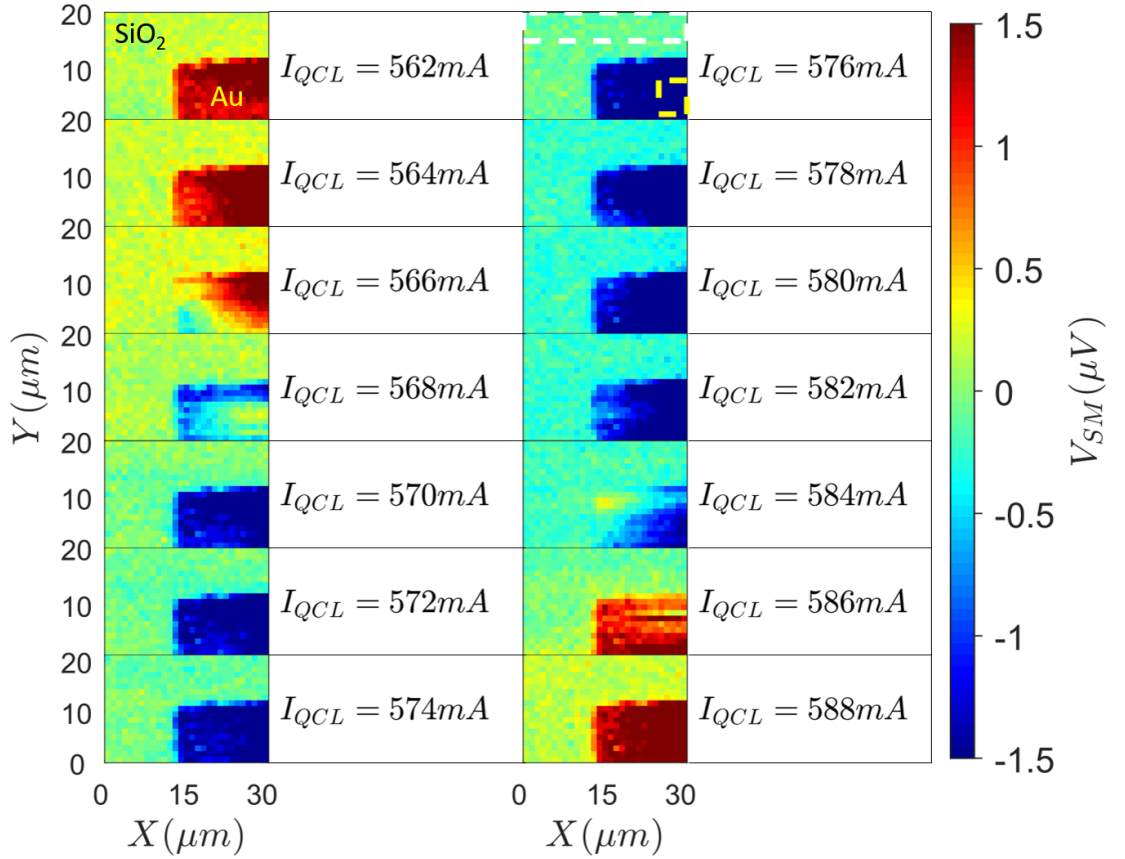 20
SiO2
10
Au
I_QCL = 562mA
20
10
I_QCL = 564mA
20
10
I_QCL = 566mA
20
10
I_QCL = 568mA
20
10
I_QCL = 570mA
20
10
I_QCL = 572mA
20
10
0
I_QCL = 574mA
Y(μm)
0 15 30
X(μm)
I_QCL = 576mA
I_QCL = 578mA
I_QCL = 580mA
I_QCL = 582mA
I_QCL = 584mA
I_QCL = 586mA
I_QCL = 588mA
0 15 30
X(μm)
1.5
1
0.5
0
-0.5
-1
-1.5
V_SM(μV)